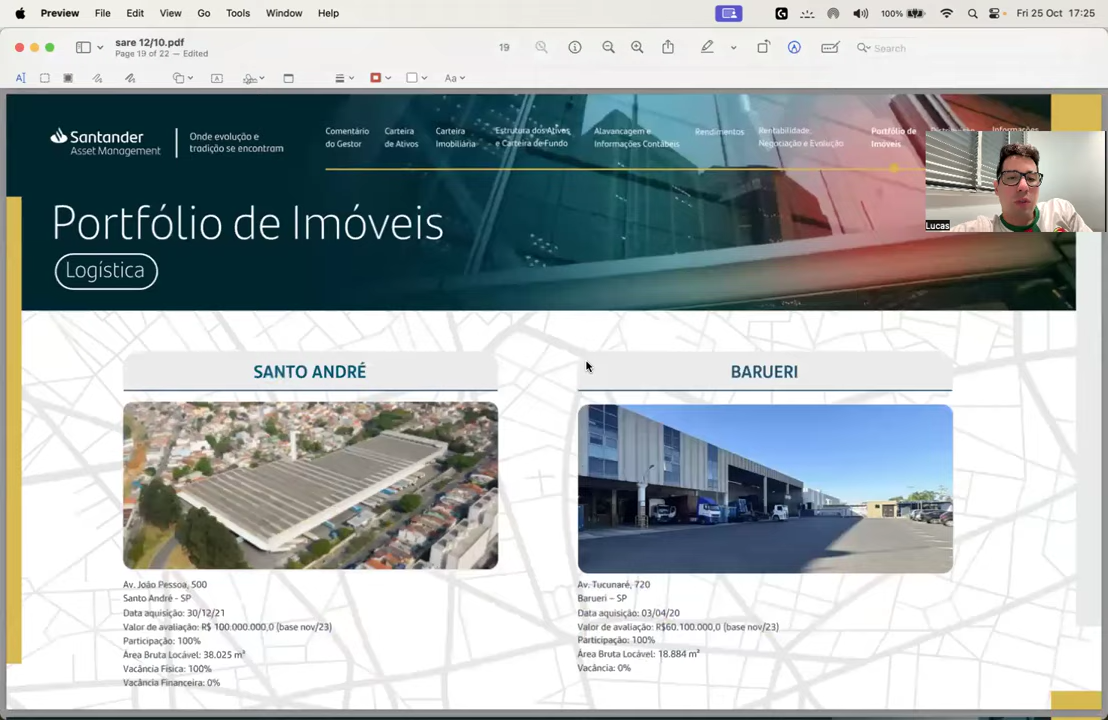 Preview File Edit View Go Tools Window Help 100% Fri 25 Oct 17:25
sare 12/10.pdf
Page 19 of 22 — Edited
19
Search
Aa
Santander
Asset Management
Onde evolução e
tradição se encontram
Comentário
do Gestor
Carteira
de Ativos
Carteira
Imobiliária
Estrutura dos Ativos
e Carteira de Fundo
Alavancagem e
Informações Contábeis
Rendimentos
Rentabilidade,
Negociação e Evolução
Portfólio de
Imóveis
Lucas
Portfólio de Imóveis
Logística
SANTO ANDRÉ
Av. João Pessoa, 500
Santo André - SP
Data aquisição: 30/12/21
Valor de avaliação: R$ 100.000.000,0 (base nov/23)
Participação: 100%
Área Bruta Locável: 38.025 m²
Vacância Física: 100%
Vacância Financeira: 0%
BARUERI
Av. Tucunaré, 720
Barueri – SP
Data aquisição: 03/04/20
Valor de avaliação: R$60.100.000,0 (base nov/23)
Participação: 100%
Área Bruta Locável: 18.884 m²
Vacância: 0%